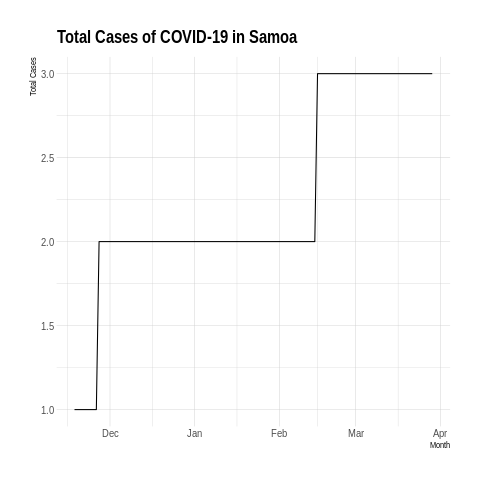 Total Cases of COVID-19 in Samoa
Total Cases
3.0
2.5
2.0
1.5
1.0
Dec Jan Feb Mar Apr
Month